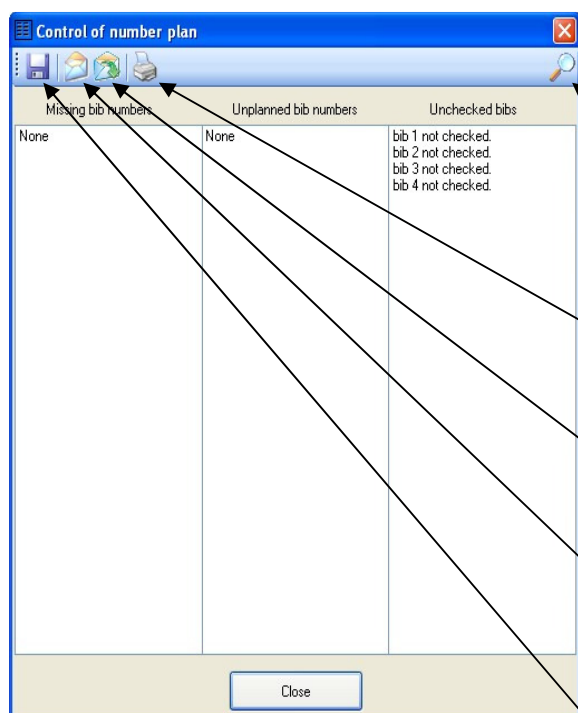 Control of number plan
Missing bib numbers Unplanned bib numbers Unchecked bibs
None None bib 1 not checked.
bib 2 not checked.
bib 3 not checked.
bib 4 not checked.
Close